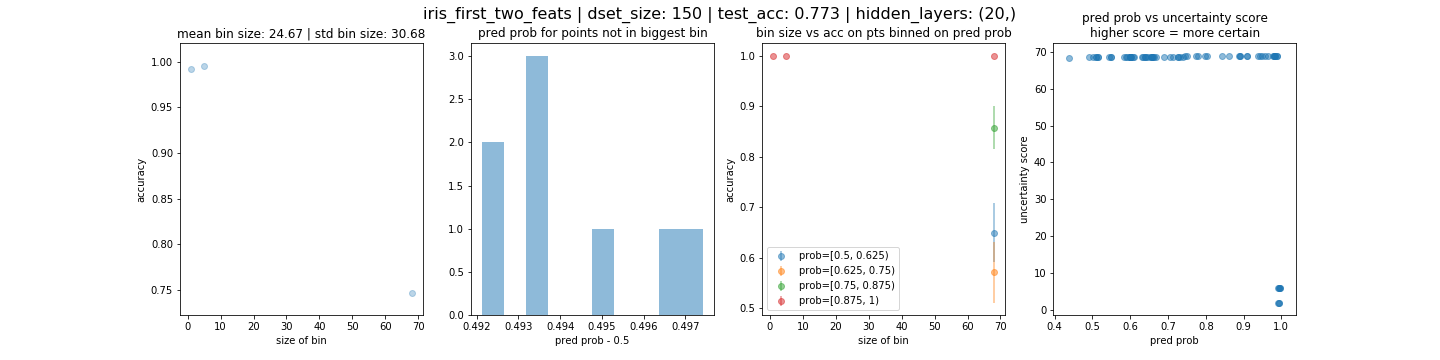 iris_first_two_feats | dset_size: 150 | test_acc: 0.773 | hidden_layers: (20,)
mean bin size: 24.67 | std bin size: 30.68
1.00
0.95
0.90
0.85
0.80
0.75
accuracy
0 10 20 30 40 50 60 70
size of bin
pred prob for points not in biggest bin
3.0
2.5
2.0
1.5
1.0
0.5
0.0
0.492 0.493 0.494 0.495 0.496 0.497
pred prob - 0.5
bin size vs acc on pts binned on pred prob
1.0
0.9
0.8
0.7
0.6
0.5
accuracy
prob=[0.5, 0.625)
prob=[0.625, 0.75)
prob=[0.75, 0.875)
prob=[0.875, 1)
0 10 20 30 40 50 60 70
size of bin
pred prob vs uncertainty score
higher score = more certain
70
60
50
40
30
20
10
0
uncertainty score
0.4 0.5 0.6 0.7 0.8 0.9 1.0
pred prob